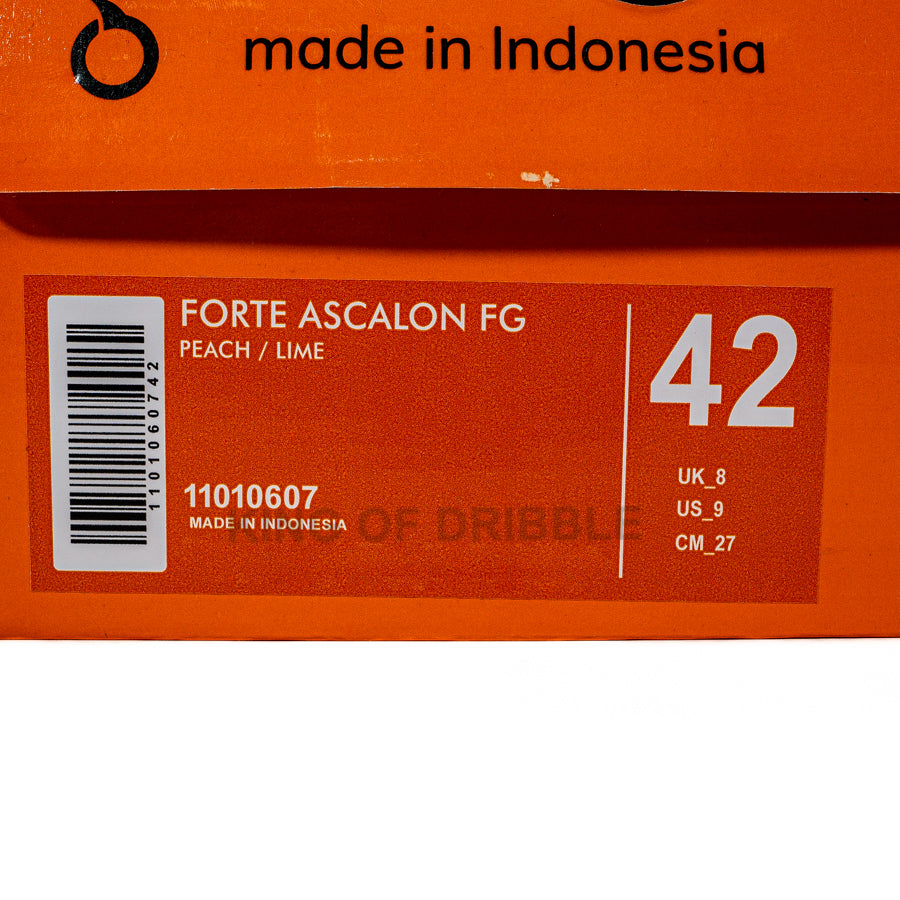 made in Indonesia
FORTE ASCALON FG
PEACH / LIME
11010607
MADE IN INDONESIA
KING OF DRIBBLE
1101060742
42
UK_8
US_9
CM_27